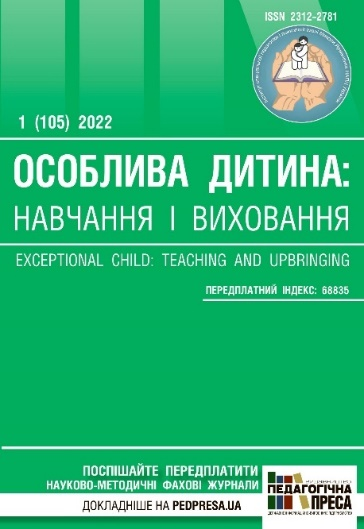 ISSN 2312-2781
1 (105) 2022
ОСОБЛИВА ДИТИНА:
НАВЧАННЯ І ВИХОВАННЯ
EXCEPTIONAL CHILD: TEACHING AND UPBRINGING
ПЕРЕДПЛАТНИЙ ІНДЕКС: 68835
ПОСПІШАЙТЕ ПЕРЕДПЛАТИТИ
НАУКОВО-МЕТОДИЧНІ ФАХОВІ ЖУРНАЛИ
ДОКЛАДНІШЕ НА PEDPRESA.UA
ПЕДАГОГІЧНА
ПРЕСА